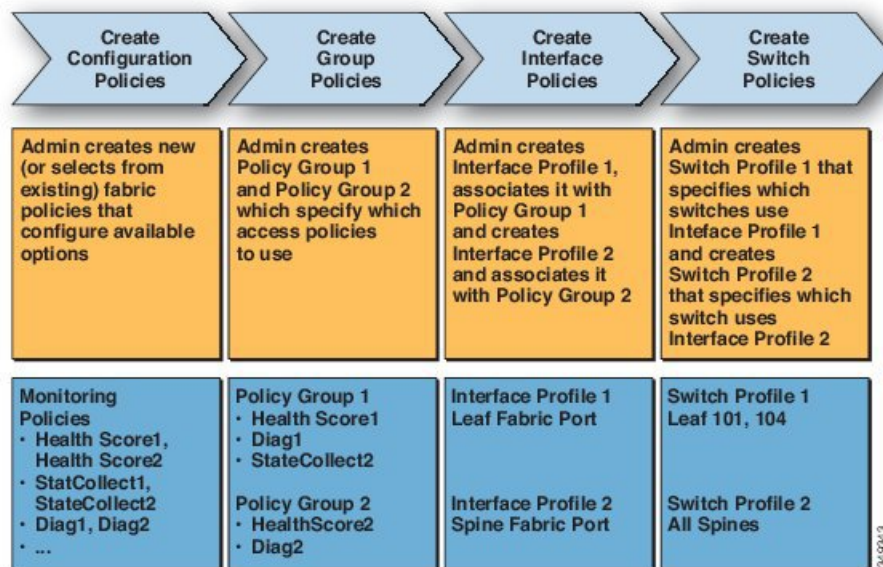 Create
Configuration
Policies
Create
Group
Policies
Create
Interface
Policies
Create
Switch
Policies
Admin creates new
(or selects from
existing) fabric
policies that
configure available
options
Admin creates
Policy Group 1
and Policy Group 2
which specify which
access policies
to use
Admin creates
Interface Profile 1,
associates it with
Policy Group 1
and creates
Interface Profile 2
and associates it
with Policy Group 2
Admin creates
Switch Profile 1 that
specifies which
switches use
Inteface Profile 1
and creates
Switch Profile 2
that specifies which
switch uses
Interface Profile 2
Monitoring
Policies
• Health Score1,
Health Score2
• StatCollect1,
StateCollect2
• Diag1, Diag2
• ...
Policy Group 1
• Health Score1
• Diag1
• StateCollect2
Policy Group 2
• HealthScore2
• Diag2
Interface Profile 1
Leaf Fabric Port
Interface Profile 2
Spine Fabric Port
Switch Profile 1
Leaf 101, 104
Switch Profile 2
All Spines